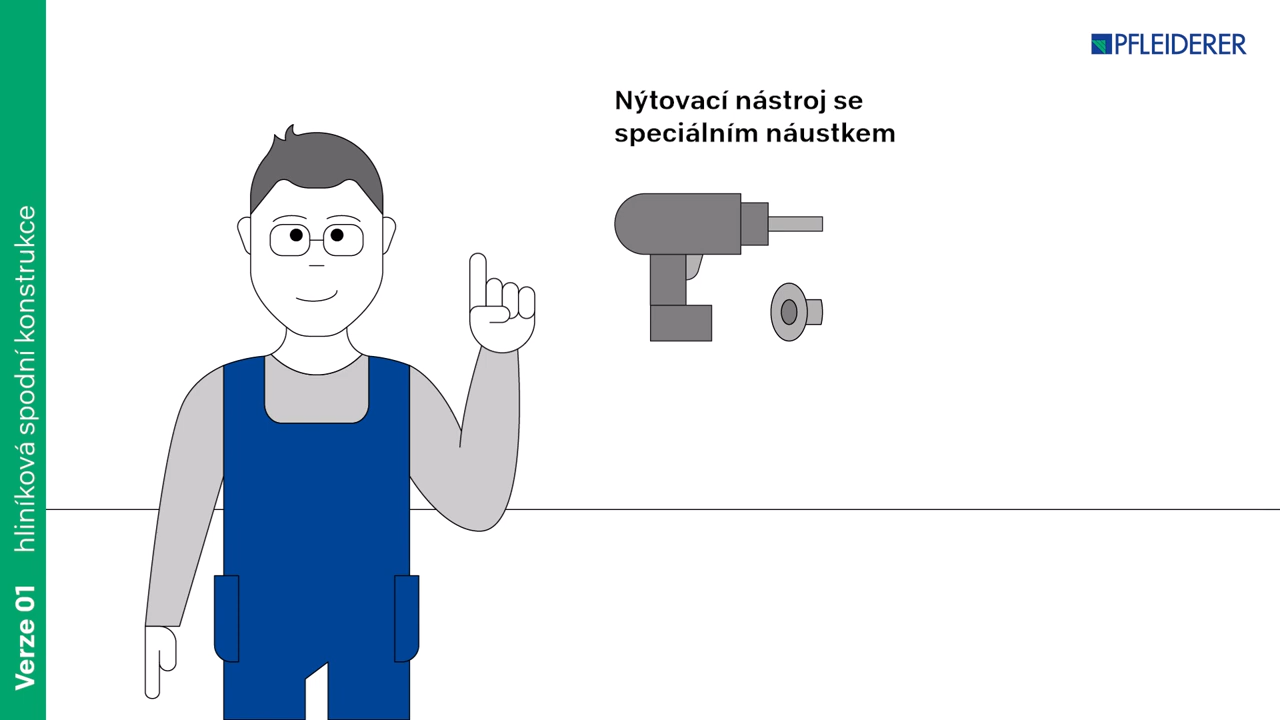 PFLEIDERER
Nýtovací nástroj se
speciálním náustkem
Verze 01 hliníková spodní konstrukce